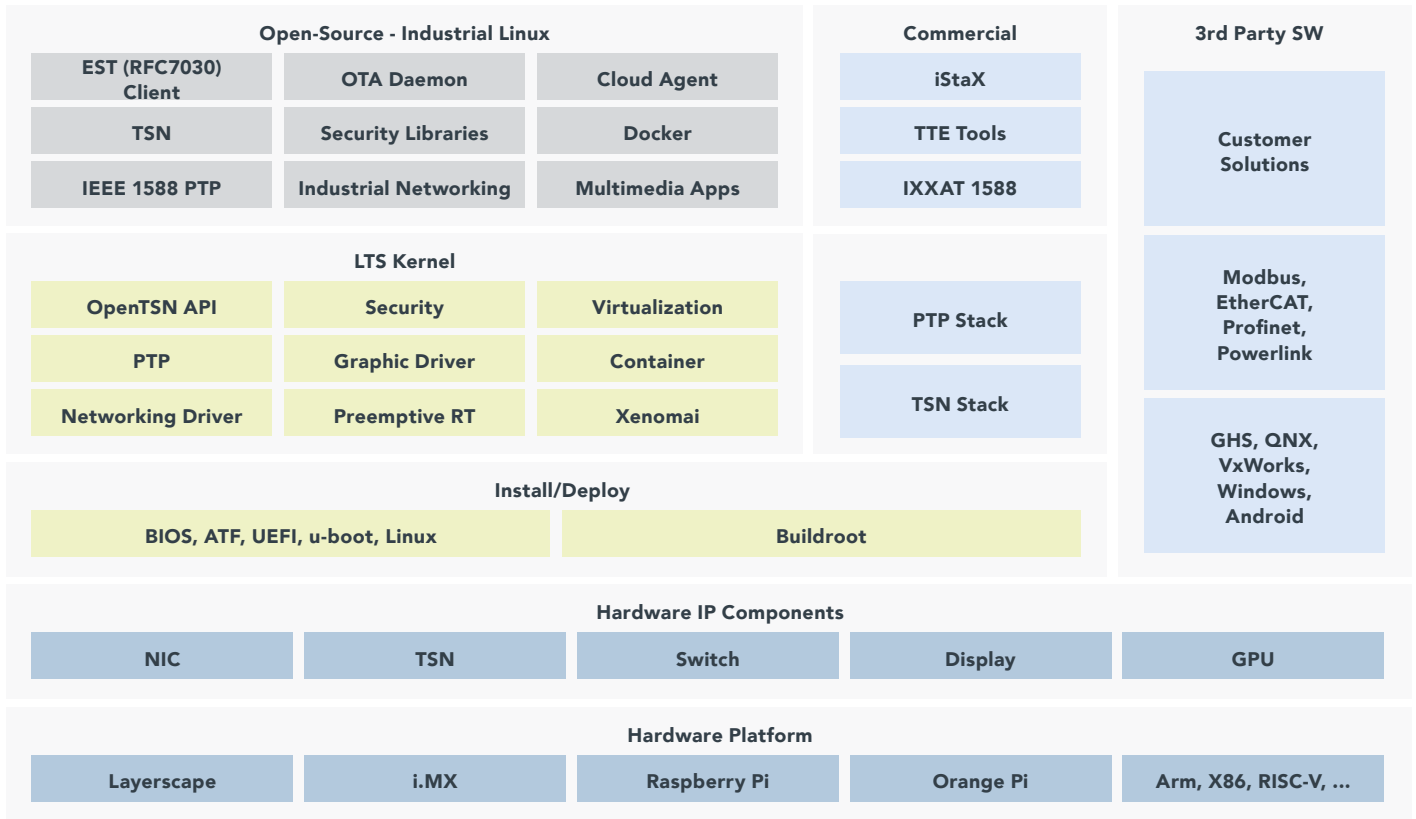 Open-Source - Industrial Linux
EST (RFC7030)
Client
OTA Daemon
Cloud Agent
TSN
Security Libraries
Docker
IEEE 1588 PTP
Industrial Networking
Multimedia Apps
Commercial
iStaX
TTE Tools
IXXAT 1588
3rd Party SW
Customer
Solutions
Modbus,
EtherCAT,
Profinet,
Powerlink
GHS, QNX,
VxWorks,
Windows,
Android
LTS Kernel
OpenTSN API
Security
Virtualization
PTP
Graphic Driver
Container
Networking Driver
Preemptive RT
Xenomai
PTP Stack
TSN Stack
Install/Deploy
BIOS, ATF, UEFI, u-boot, Linux
Buildroot
Hardware IP Components
NIC
TSN
Switch
Display
GPU
Hardware Platform
Layerscape
i.MX
Raspberry Pi
Orange Pi
Arm, X86, RISC-V, ...